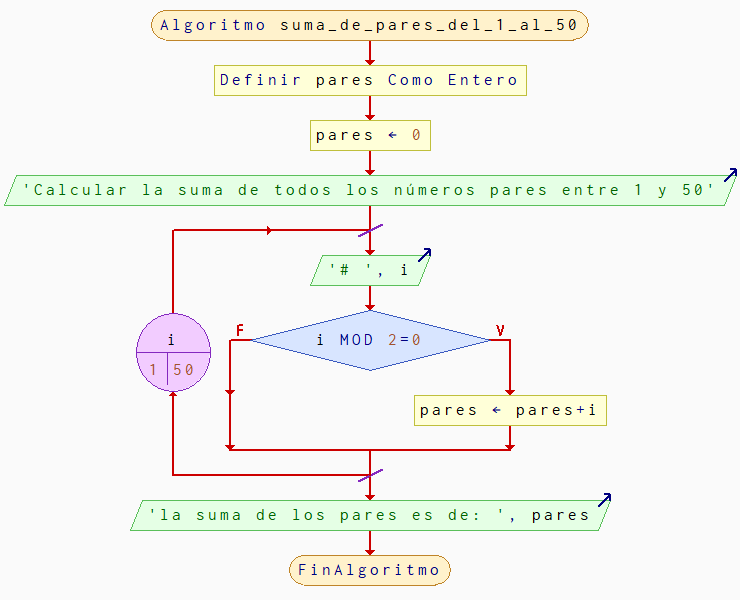 Algoritmo suma_de_pares_del_1_al_50
Definir pares Como Entero
pares ← 0
'Calcular la suma de todos los números pares entre 1 y 50'
'# ', i
F
V
i MOD 2=0
i
1 50
pares ← pares+i
'la suma de los pares es de: ', pares
FinAlgoritmo